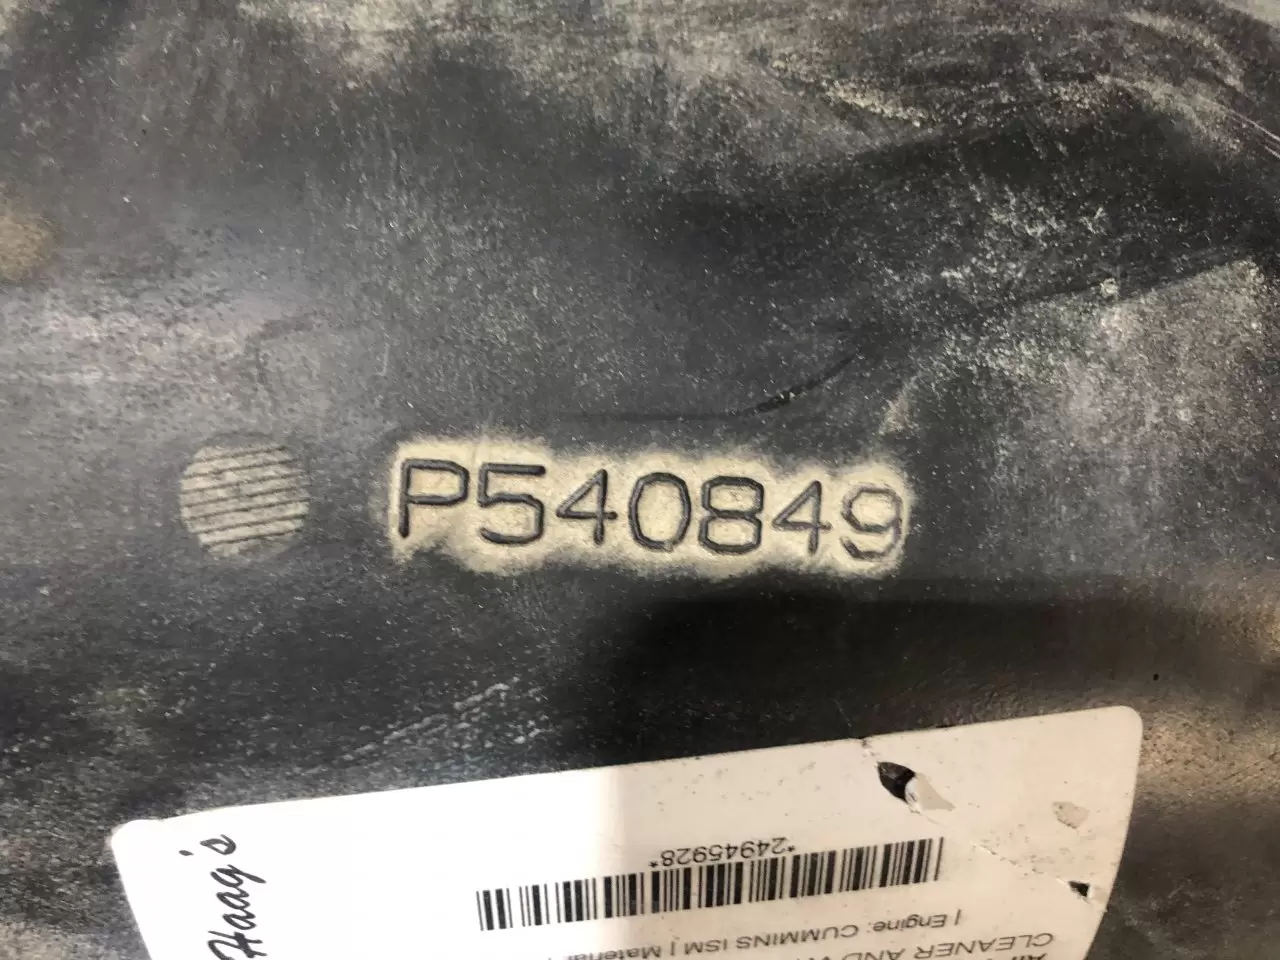 P540849
Haag's
*24945928*
| Engine: CUMMINS ISM | Material
CLEANER AND